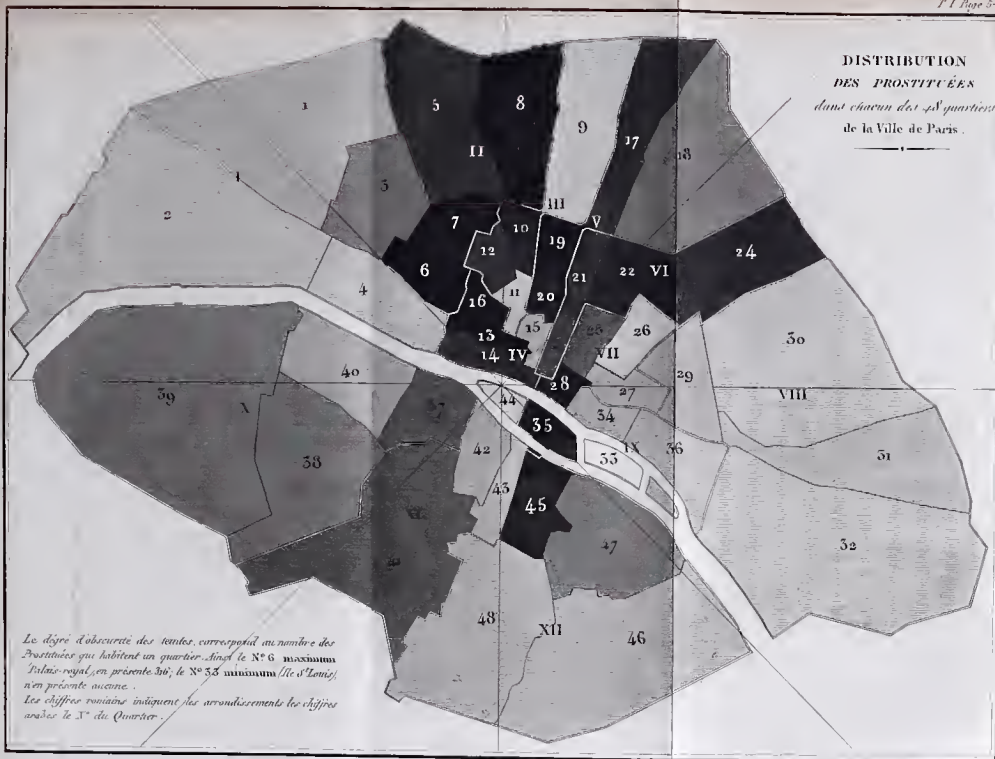 T I Page 5
DISTRIBUTION
DES PROSTITUÉES
dans chacun des 48 quartiers
de la Ville de Paris.
1
5
8
9
17
18
II
3
1
2
7
10
III
V
19
12
24
6
21
22
VI
4
16
11
20
13
15
25
26
30
14
IV
VII
40
28
27
29
VIII
39
X
37
44
34
35
IX
36
38
42
33
31
43
45
47
32
48
XII
46
Le dégré d'obscurité des teintes, correspond au nombre des
Prostituées qui habitent un quartier. Ainsi le N.º 6 maximum
Palais-royal, en présente 316; le N.º 33 minimum (Ile S.t Louis),
n'en présente aucune.
Les chiffres romains indiquent les arrondissements les chiffres
arabes le N.º du Quartier.